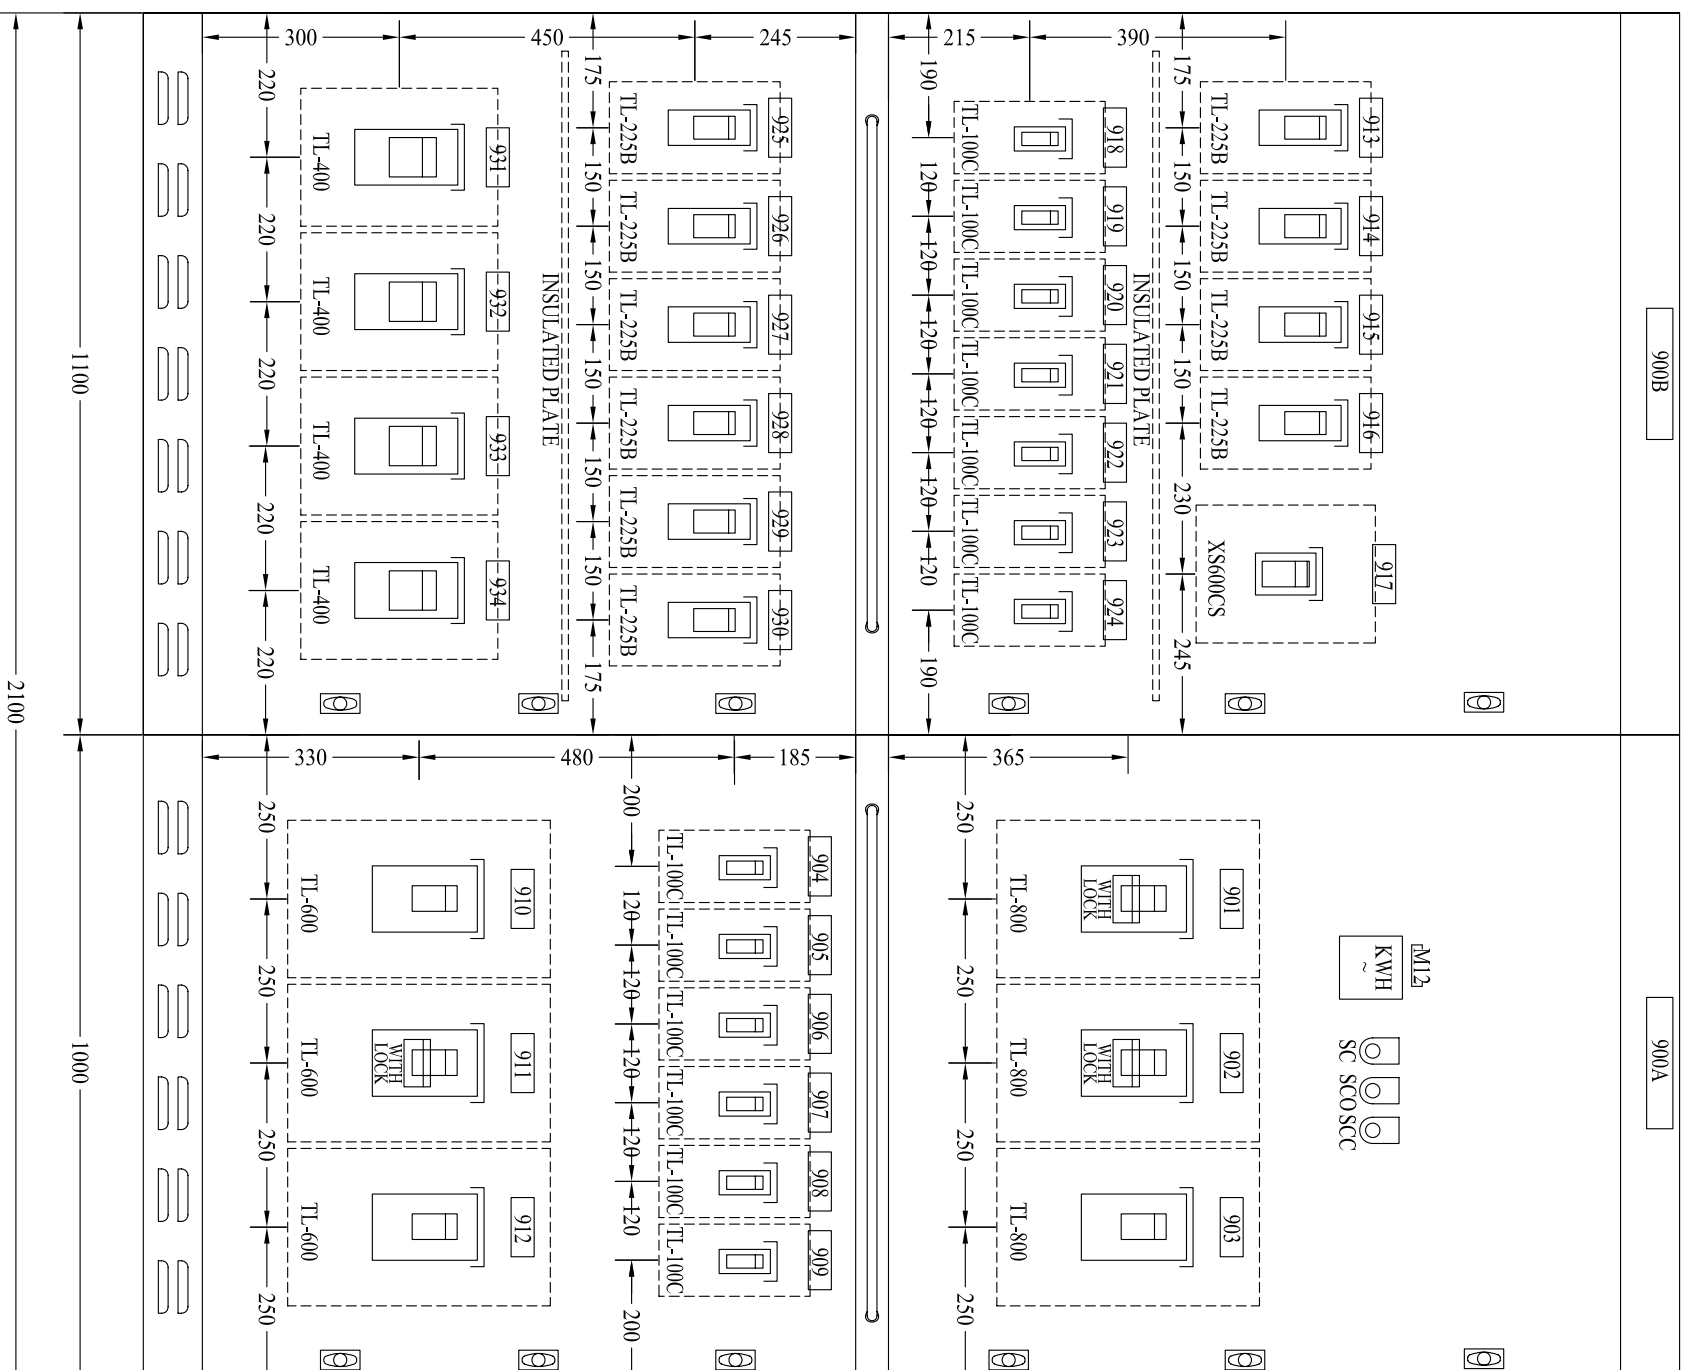 900B
913 914 915 916 917
TL-225B TL-225B TL-225B TL-225B XS600CS
175 150 150 150 230 245
390
INSULATED PLATE
918 919 920 921 922 923 924
TL-100C TL-100C TL-100C TL-100C TL-100C TL-100C TL-100C
190 120 120 120 120 120 120 190
215
245
925 926 927 928 929 930
TL-225B TL-225B TL-225B TL-225B TL-225B TL-225B
175 150 150 150 150 150 175
450
INSULATED PLATE
931 932 933 934
TL-400 TL-400 TL-400 TL-400
220 220 220 220 220
300
1100
900A
M12
KWH
~
SC SCO SCC
901 902 903
WITH
LOCK
WITH
LOCK
TL-800 TL-800 TL-800
250 250 250 250
365
185
904 905 906 907 908 909
TL-100C TL-100C TL-100C TL-100C TL-100C TL-100C
200 120 120 120 120 120 200
480
910 911 912
WITH
LOCK
TL-600 TL-600 TL-600
250 250 250 250
330
1000
2100